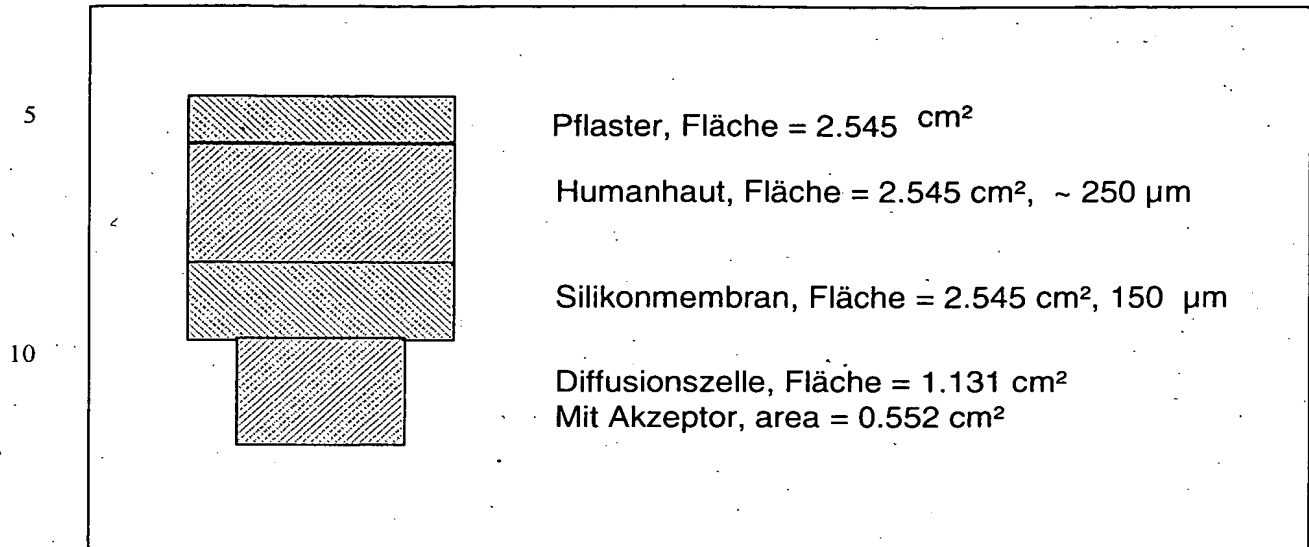 5
Pflaster, Fläche = 2.545 cm²
Humanhaut, Fläche = 2.545 cm², ~ 250 µm
Silikonmembran, Fläche = 2.545 cm², 150 µm
10
Diffusionszelle, Fläche = 1.131 cm²
Mit Akzeptor, area = 0.552 cm²